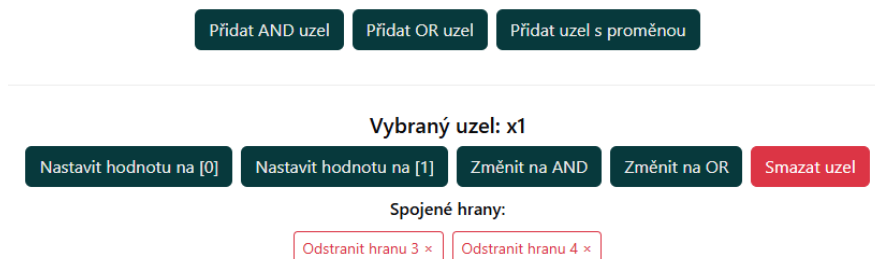 Přidat AND uzel Přidat OR uzel Přidat uzel s proměnou
Vybraný uzel: x1
Nastavit hodnotu na [0] Nastavit hodnotu na [1] Změnit na AND Změnit na OR Smazat uzel
Spojené hrany:
Odstranit hranu 3 × Odstranit hranu 4 ×